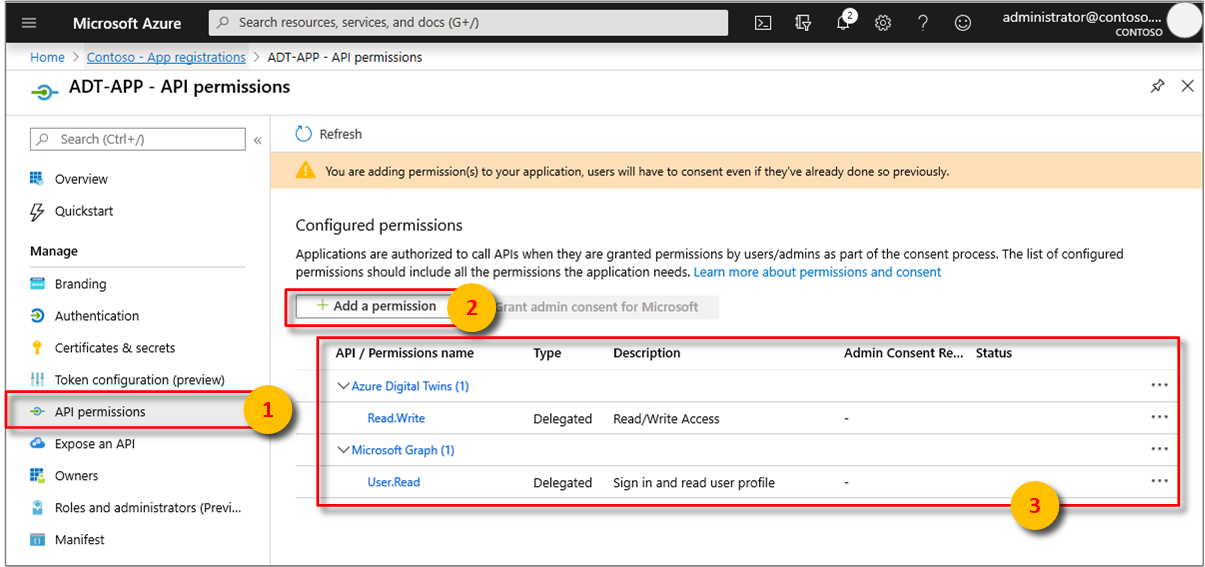 Microsoft Azure
Search resources, services, and docs (G+/)
2
administrator@contoso....
CONTOSO
Home > Contoso - App registrations > ADT-APP - API permissions
ADT-APP - API permissions
Search (Ctrl+/)
«
Overview
Quickstart
Manage
Branding
Authentication
Certificates & secrets
Token configuration (preview)
API permissions
1
Expose an API
Owners
Roles and administrators (Previ...
Manifest
Refresh
You are adding permission(s) to your application, users will have to consent even if they've already done so previously.
Configured permissions
Applications are authorized to call APIs when they are granted permissions by users/admins as part of the consent process. The list of configured
permissions should include all the permissions the application needs. Learn more about permissions and consent
+ Add a permission
2
Grant admin consent for Microsoft
API / Permissions name Type Description Admin Consent Re... Status
Azure Digital Twins (1) ...
Read.Write Delegated Read/Write Access - ...
Microsoft Graph (1) ...
User.Read Delegated Sign in and read user profile - ...
3